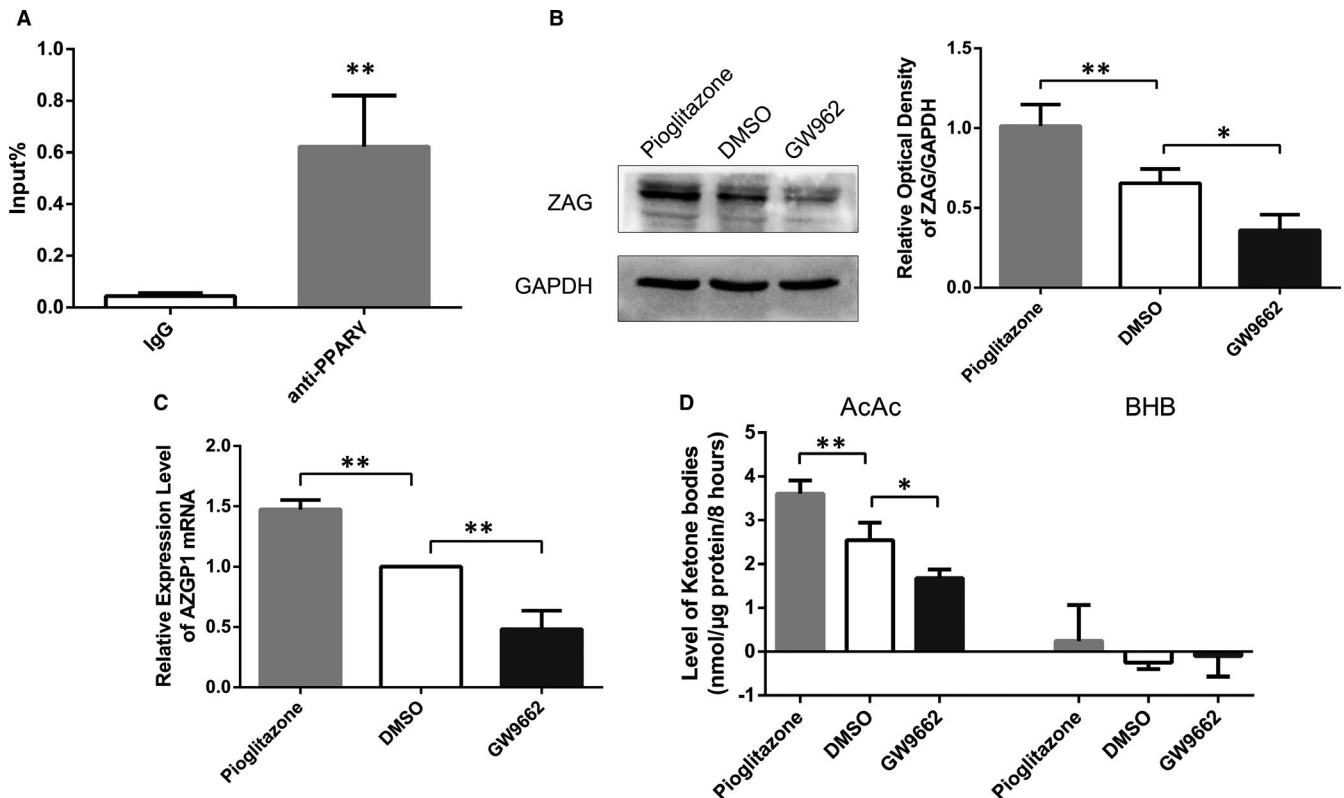 A
Input%
1.0
0.8
0.6
0.4
0.2
0.0
**
IgG
anti-PPARγ
B
Pioglitazone
DMSO
GW962
ZAG
GAPDH
Relative Optical Density
of ZAG/GAPDH
1.5
1.0
0.5
0.0
**
*
Pioglitazone
DMSO
GW9662
C
Relative Expression Level
of AZGP1 mRNA
2.0
1.5
1.0
0.5
0.0
**
**
Pioglitazone
DMSO
GW9662
D
AcAc
BHB
Level of Ketone bodies
(nmol/µg protein/8 hours)
5
4
3
2
1
0
-1
**
*
Pioglitazone
DMSO
GW9662
Pioglitazone
DMSO
GW9662